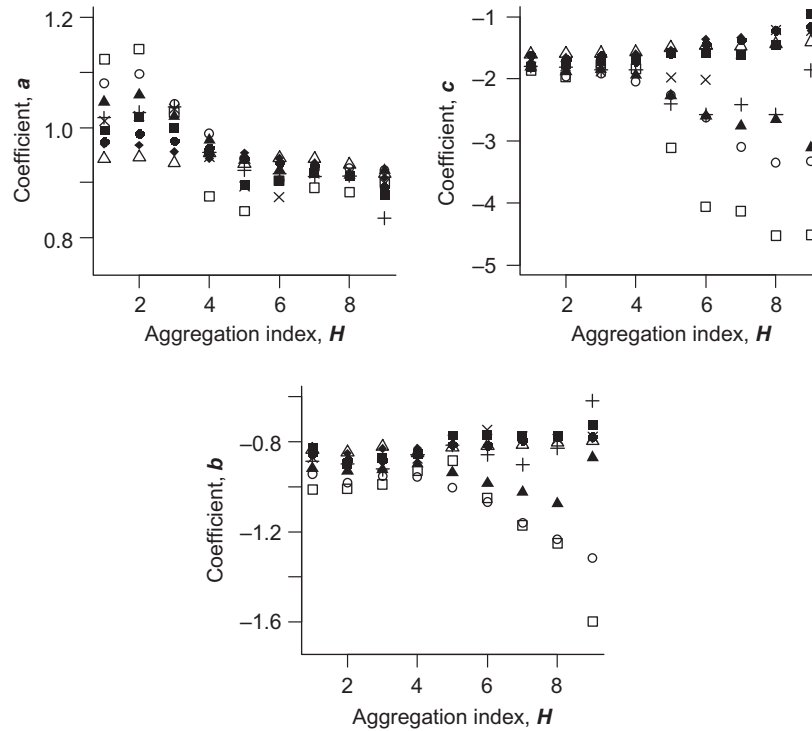 1.2
1.0
0.8
Coefficient, a
2 4 6 8
Aggregation index, H
−1
−2
−3
−4
−5
Coefficient, c
2 4 6 8
Aggregation index, H
−0.8
−1.2
−1.6
Coefficient, b
2 4 6 8
Aggregation index, H